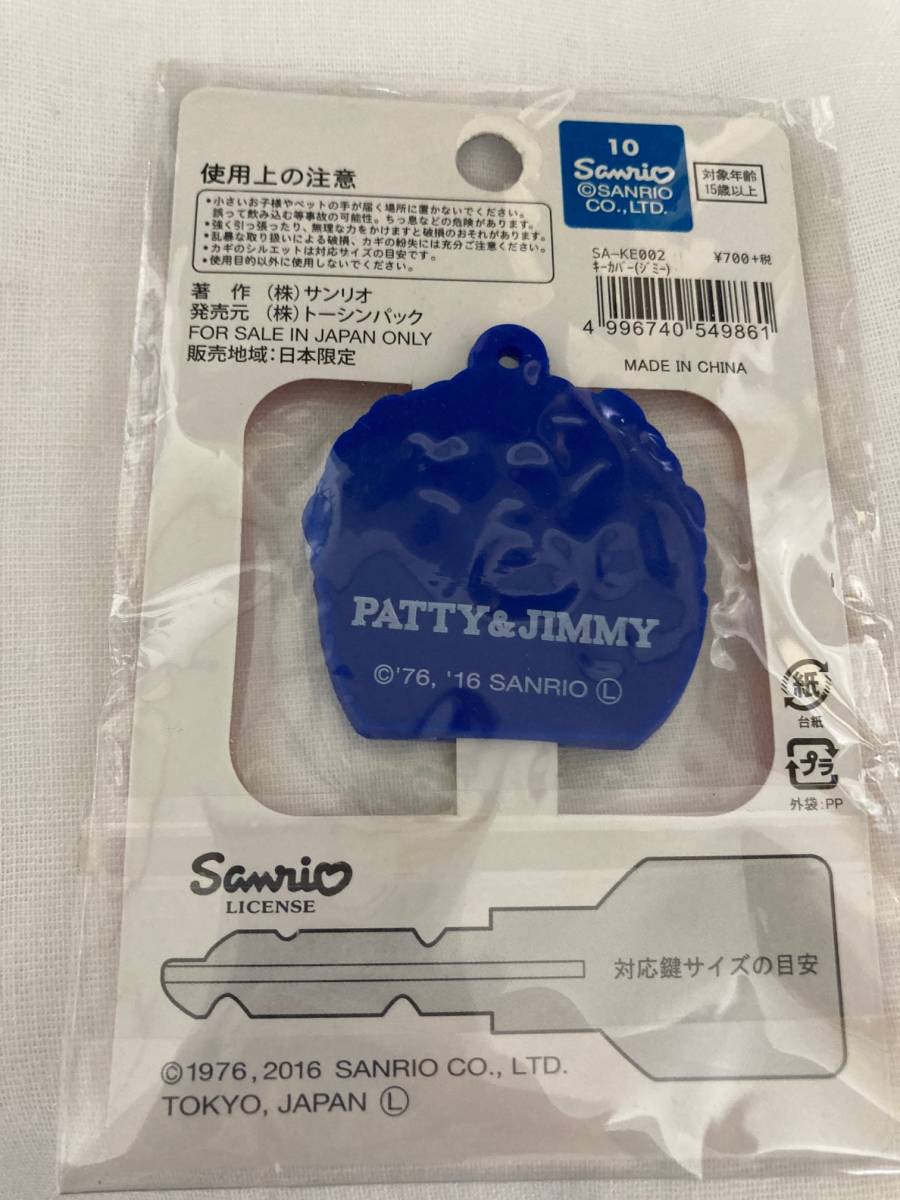 使用上の注意
•小さいお子様やペットの手が届く場所に置かないでください。
誤って飲み込む等事故の可能性。ちっ息などの危険があります。
•強く引っ張ったり、無理な力をかけますと破損のおそれがあります。
•乱暴な取り扱いによる破損、カギの紛失には充分ご注意ください。
•カギのシルエットは対応サイズの目安です。
•使用目的以外に使用しないでください。
著 作 (株)サンリオ
発売元 (株)トーシンパック
FOR SALE IN JAPAN ONLY
販売地域:日本限定
10
Sanrio
©SANRIO
CO.,LTD.
対象年齢
15歳以上
SA-KE002 ¥700+税
キーカバー(ジミー)
4 996740 549861
MADE IN CHINA
PATTY&JIMMY
©'76, '16 SANRIO Ⓛ
紙
台紙
プラ
外袋:PP
Sanrio
LICENSE
対応鍵サイズの目安
©1976, 2016 SANRIO CO., LTD.
TOKYO, JAPAN Ⓛ